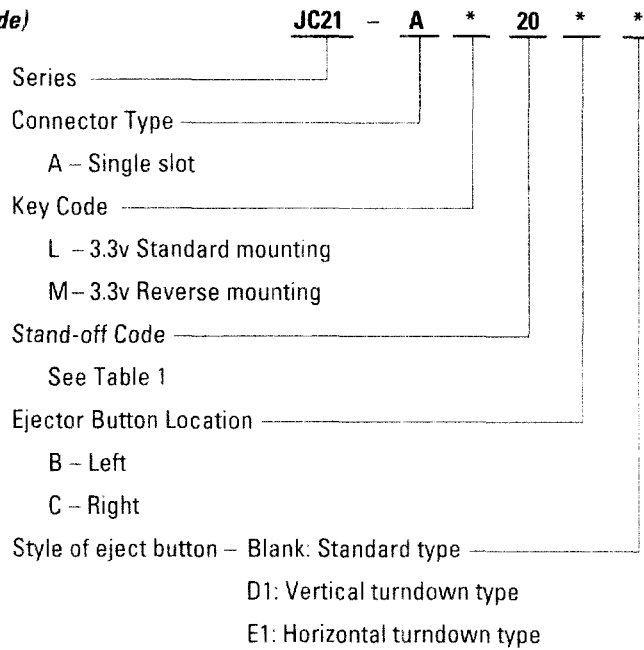 de)
JC21 – A * 20 * *
Series
Connector Type
A – Single slot
Key Code
L – 3.3v Standard mounting
M – 3.3v Reverse mounting
Stand-off Code
See Table 1
Ejector Button Location
B – Left
C – Right
Style of eject button – Blank: Standard type
D1: Vertical turndown type
E1: Horizontal turndown type